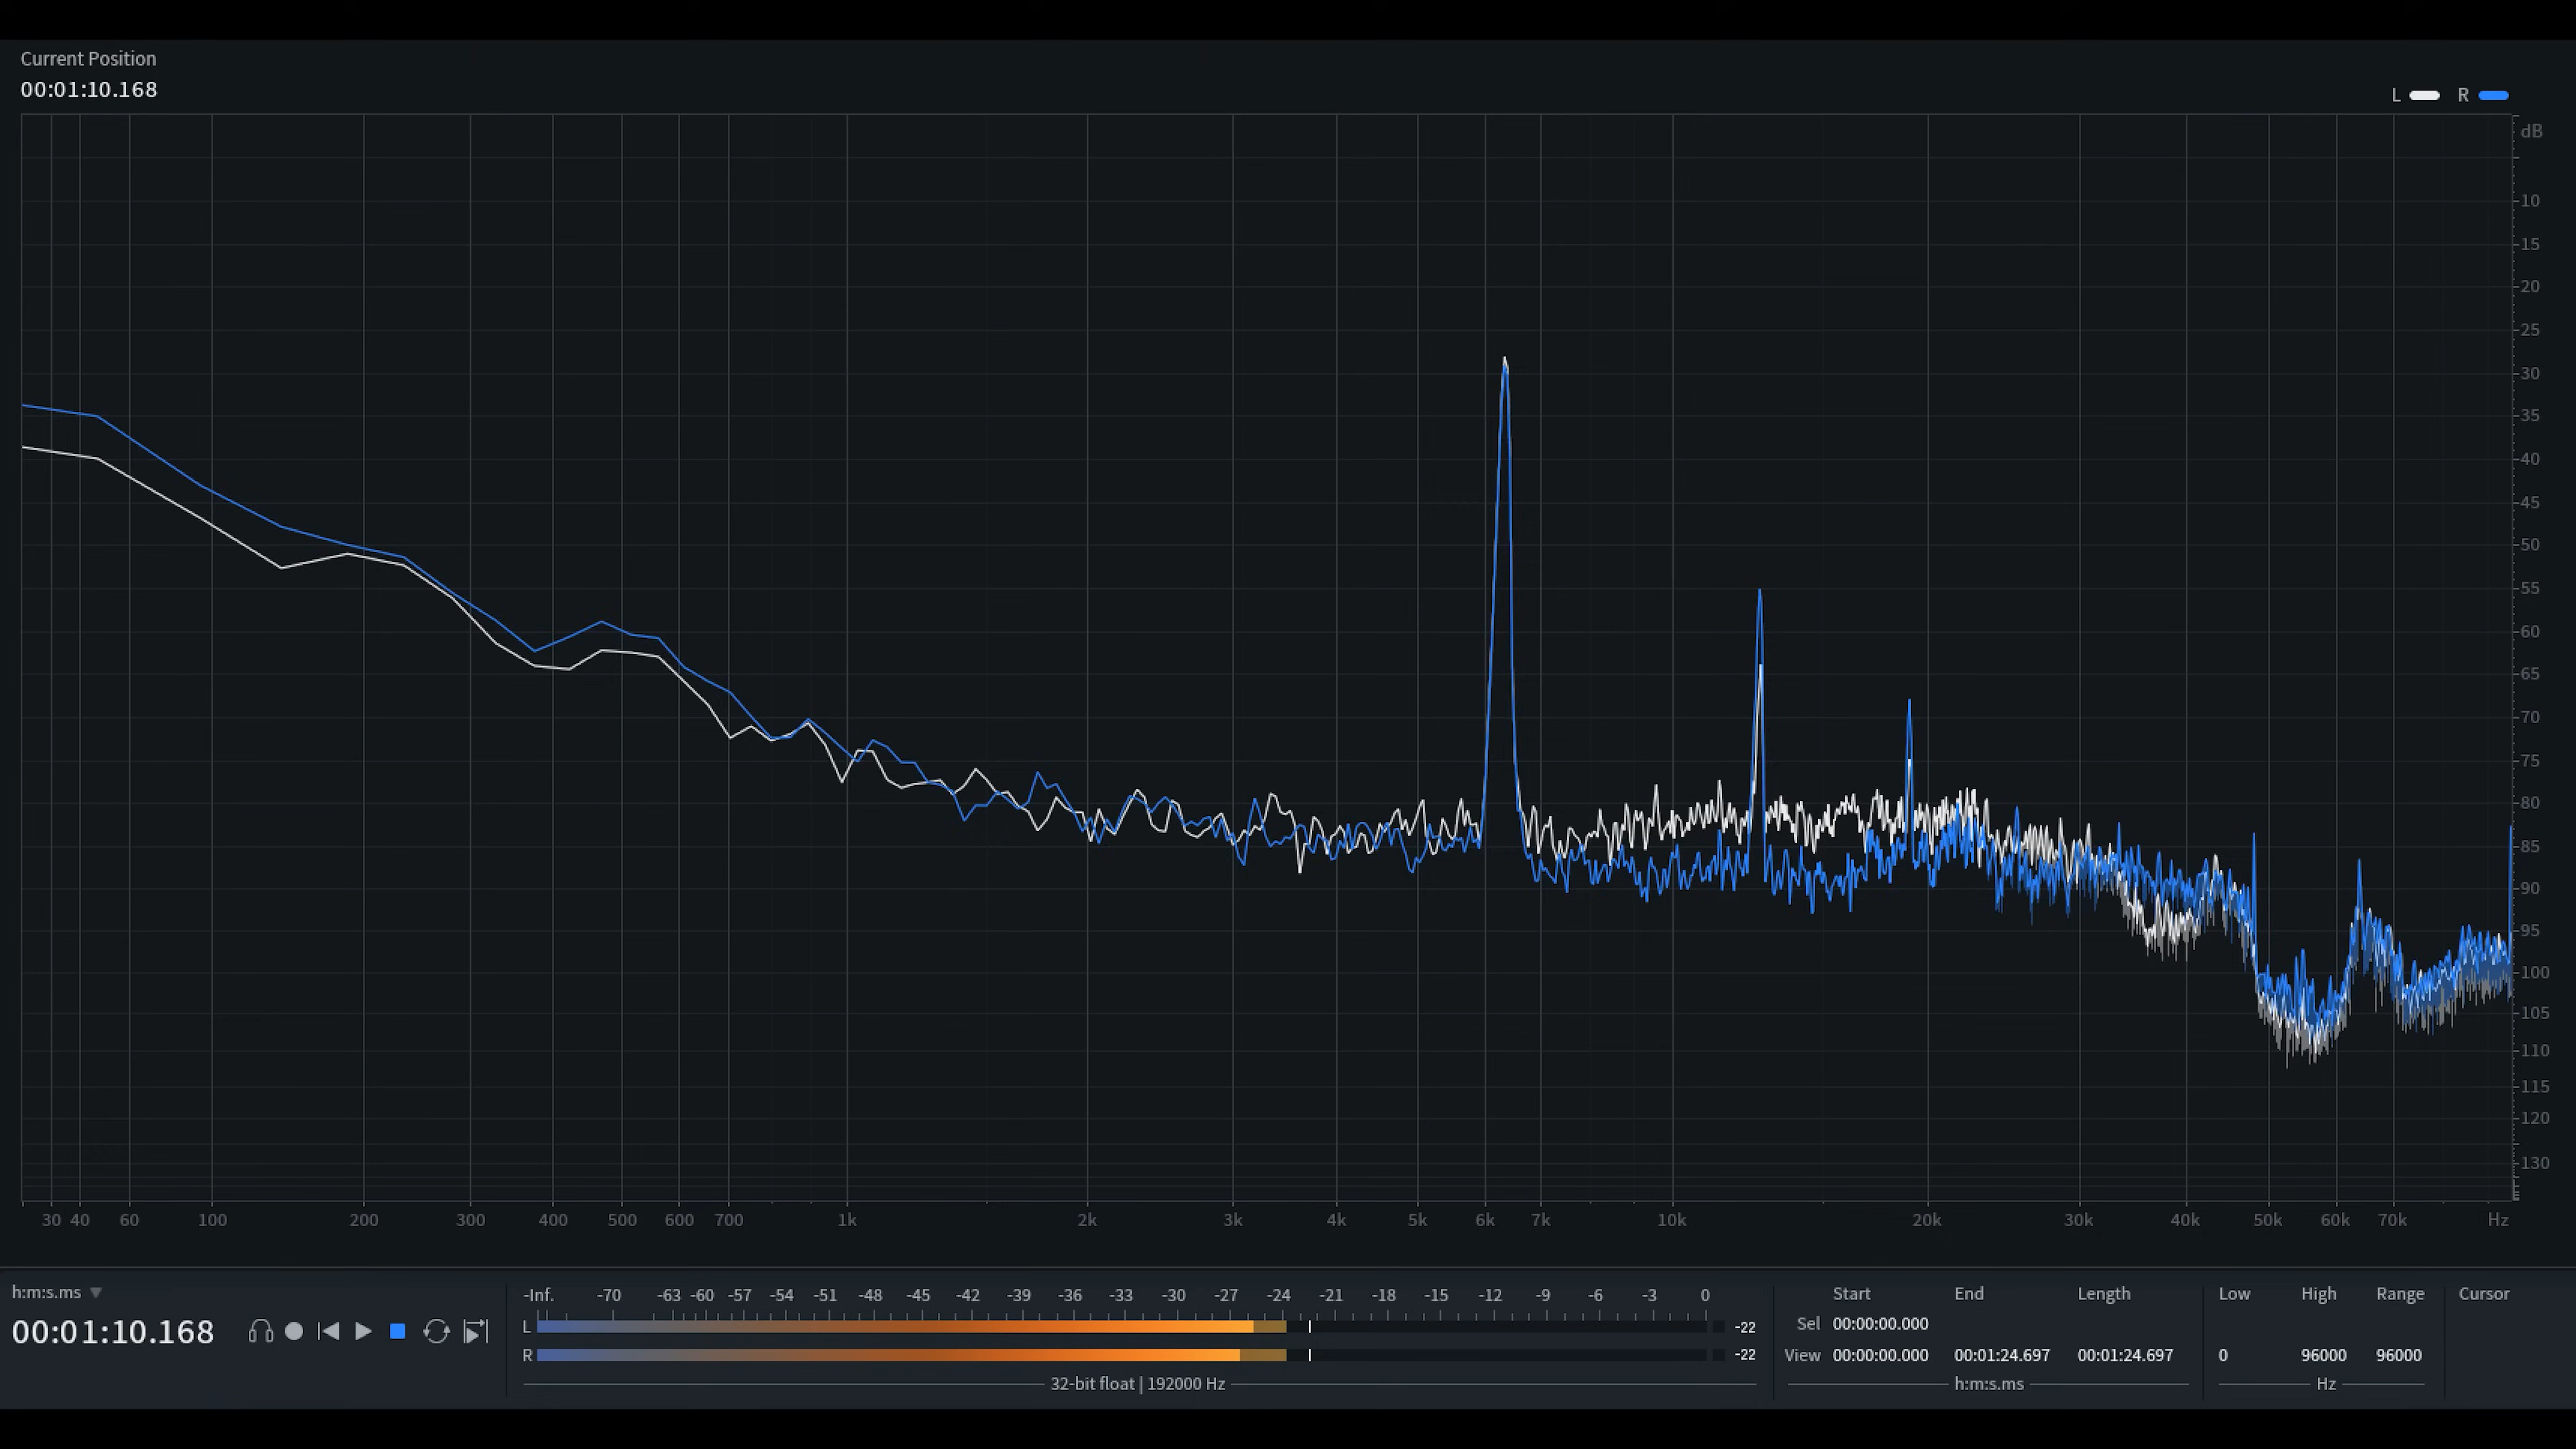 Current Position
00:01:10.168
L R
dB
10
15
20
25
30
35
40
45
50
55
60
65
70
75
80
85
90
95
100
105
110
115
120
130
30 40 60 100 200 300 400 500 600 700 1k 2k 3k 4k 5k 6k 7k 10k 20k 30k 40k 50k 60k 70k Hz
h:m:s.ms
00:01:10.168
-Inf. -70 -63 -60 -57 -54 -51 -48 -45 -42 -39 -36 -33 -30 -27 -24 -21 -18 -15 -12 -9 -6 -3 0
L -22
R -22
32-bit float | 192000 Hz
Start End Length
Sel 00:00:00.000
View 00:00:00.000 00:01:24.697 00:01:24.697
h:m:s.ms
Low High Range
0 96000 96000
Hz
Cursor